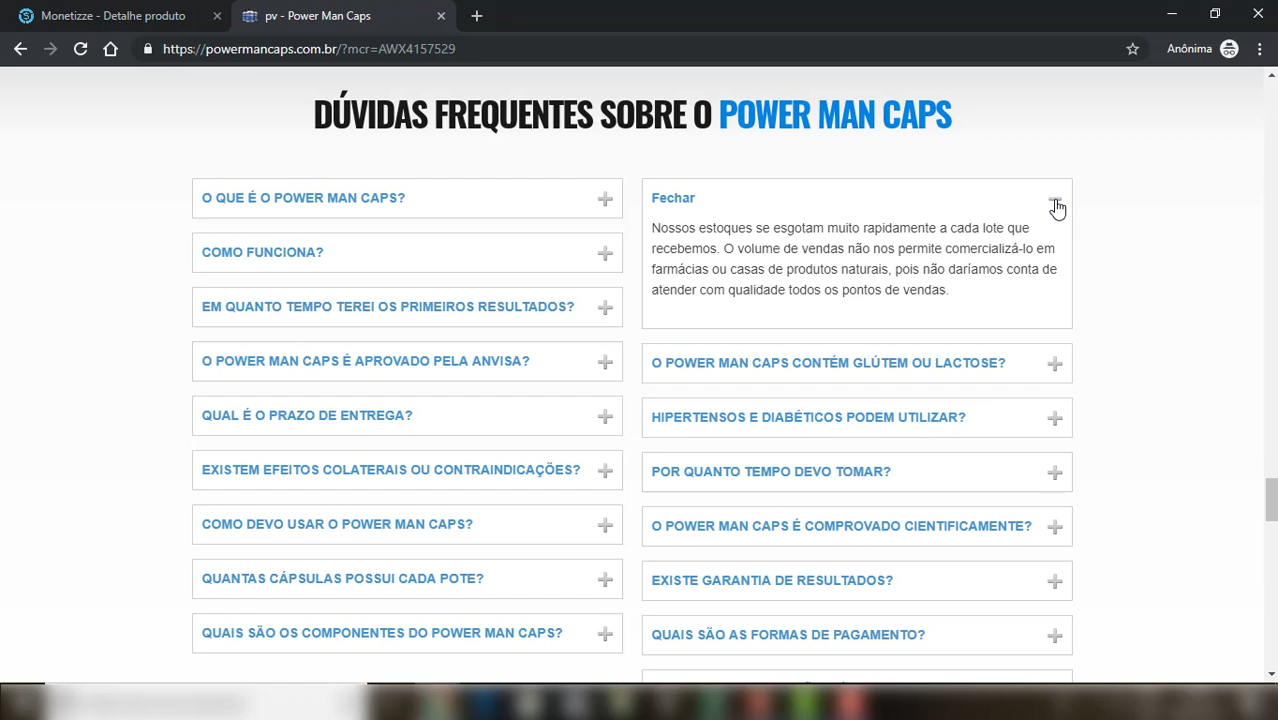 Monetizze - Detalhe produto
pv - Power Man Caps
https://powermancaps.com.br/?mcr=AWX4157529
Anônima
DÚVIDAS FREQUENTES SOBRE O POWER MAN CAPS
O QUE É O POWER MAN CAPS?
COMO FUNCIONA?
EM QUANTO TEMPO TEREI OS PRIMEIROS RESULTADOS?
O POWER MAN CAPS É APROVADO PELA ANVISA?
QUAL É O PRAZO DE ENTREGA?
EXISTEM EFEITOS COLATERAIS OU CONTRAINDICAÇÕES?
COMO DEVO USAR O POWER MAN CAPS?
QUANTAS CÁPSULAS POSSUI CADA POTE?
QUAIS SÃO OS COMPONENTES DO POWER MAN CAPS?
Fechar
Nossos estoques se esgotam muito rapidamente a cada lote que
recebemos. O volume de vendas não nos permite comercializá-lo em
farmácias ou casas de produtos naturais, pois não daríamos conta de
atender com qualidade todos os pontos de vendas.
O POWER MAN CAPS CONTÉM GLÚTEM OU LACTOSE?
HIPERTENSOS E DIABÉTICOS PODEM UTILIZAR?
POR QUANTO TEMPO DEVO TOMAR?
O POWER MAN CAPS É COMPROVADO CIENTIFICAMENTE?
EXISTE GARANTIA DE RESULTADOS?
QUAIS SÃO AS FORMAS DE PAGAMENTO?